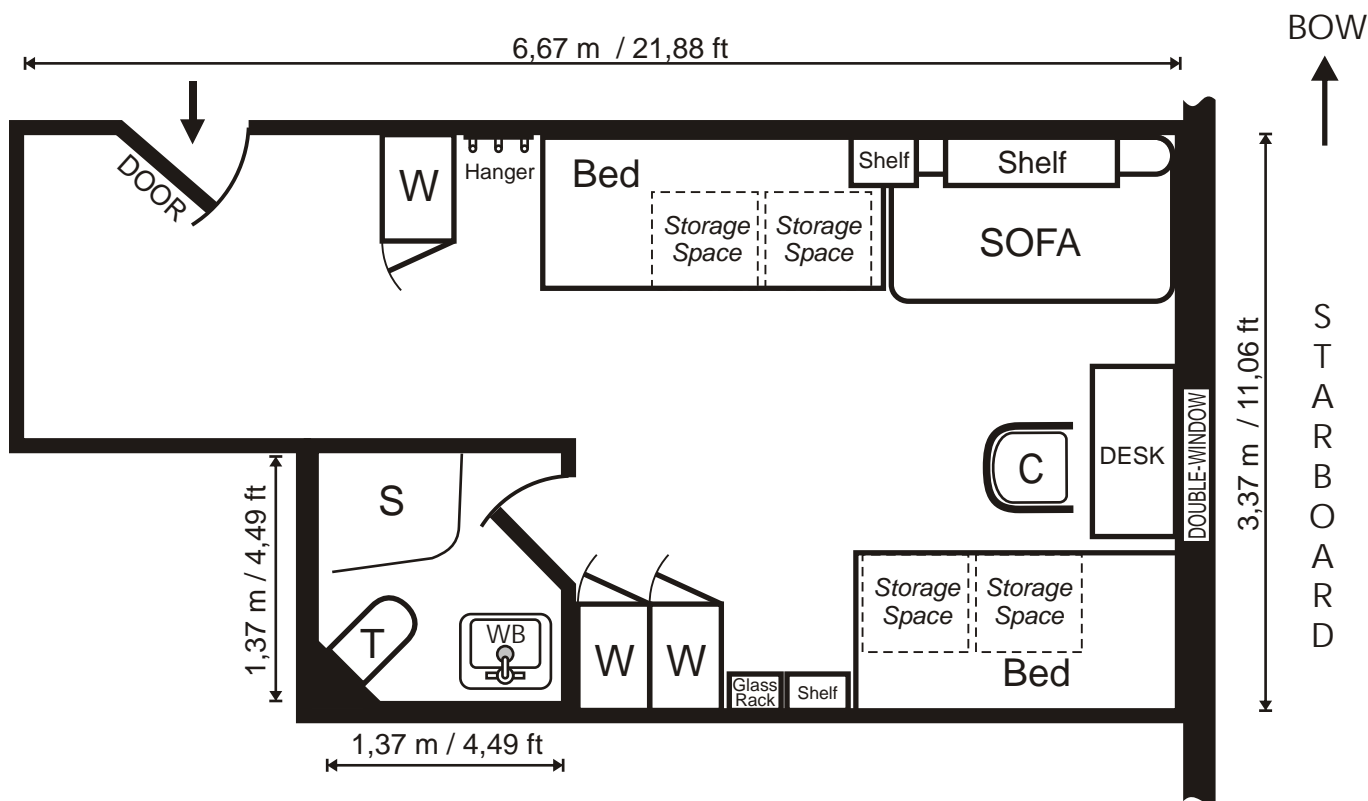 BOW
6,67 m / 21,88 ft
DOOR
W
Hanger
Bed
Storage
Space
Storage
Space
Shelf
Shelf
SOFA
3,37 m / 11,06 ft
STARBOARD
DESK
DOUBLE-WINDOW
C
S
1,37 m / 4,49 ft
T
WB
W
W
Glass
Rack
Shelf
Storage
Space
Storage
Space
Bed
1,37 m / 4,49 ft